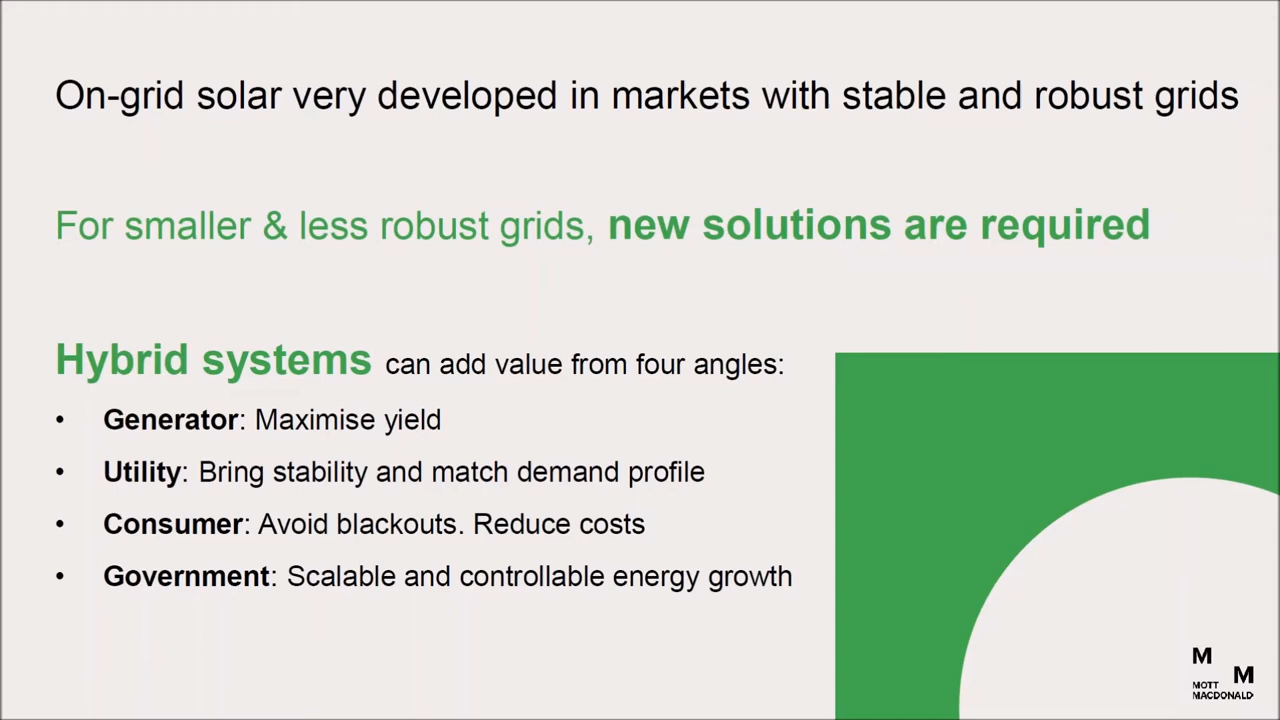 On-grid solar very developed in markets with stable and robust grids
For smaller & less robust grids, new solutions are required
Hybrid systems can add value from four angles:
• Generator: Maximise yield
• Utility: Bring stability and match demand profile
• Consumer: Avoid blackouts. Reduce costs
• Government: Scalable and controllable energy growth
M
M
MOTT
MACDONALD